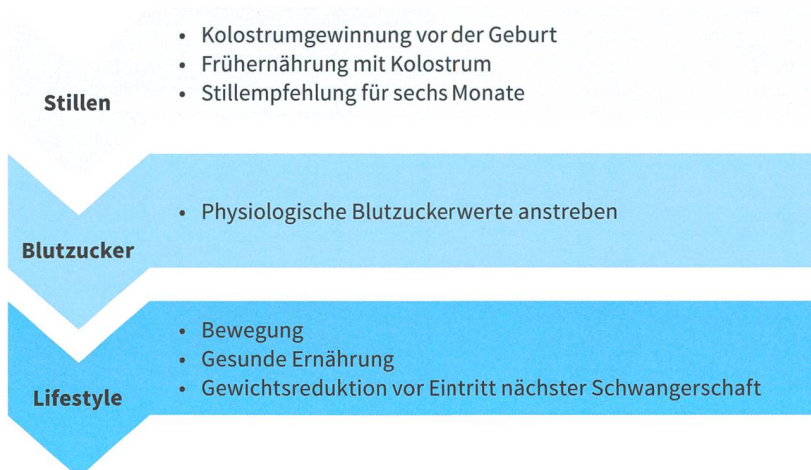 Stillen
• Kolostrumgewinnung vor der Geburt
• Frühernährung mit Kolostrum
• Stillempfehlung für sechs Monate
Blutzucker
• Physiologische Blutzuckerwerte anstreben
Lifestyle
• Bewegung
• Gesunde Ernährung
• Gewichtsreduktion vor Eintritt nächster Schwangerschaft